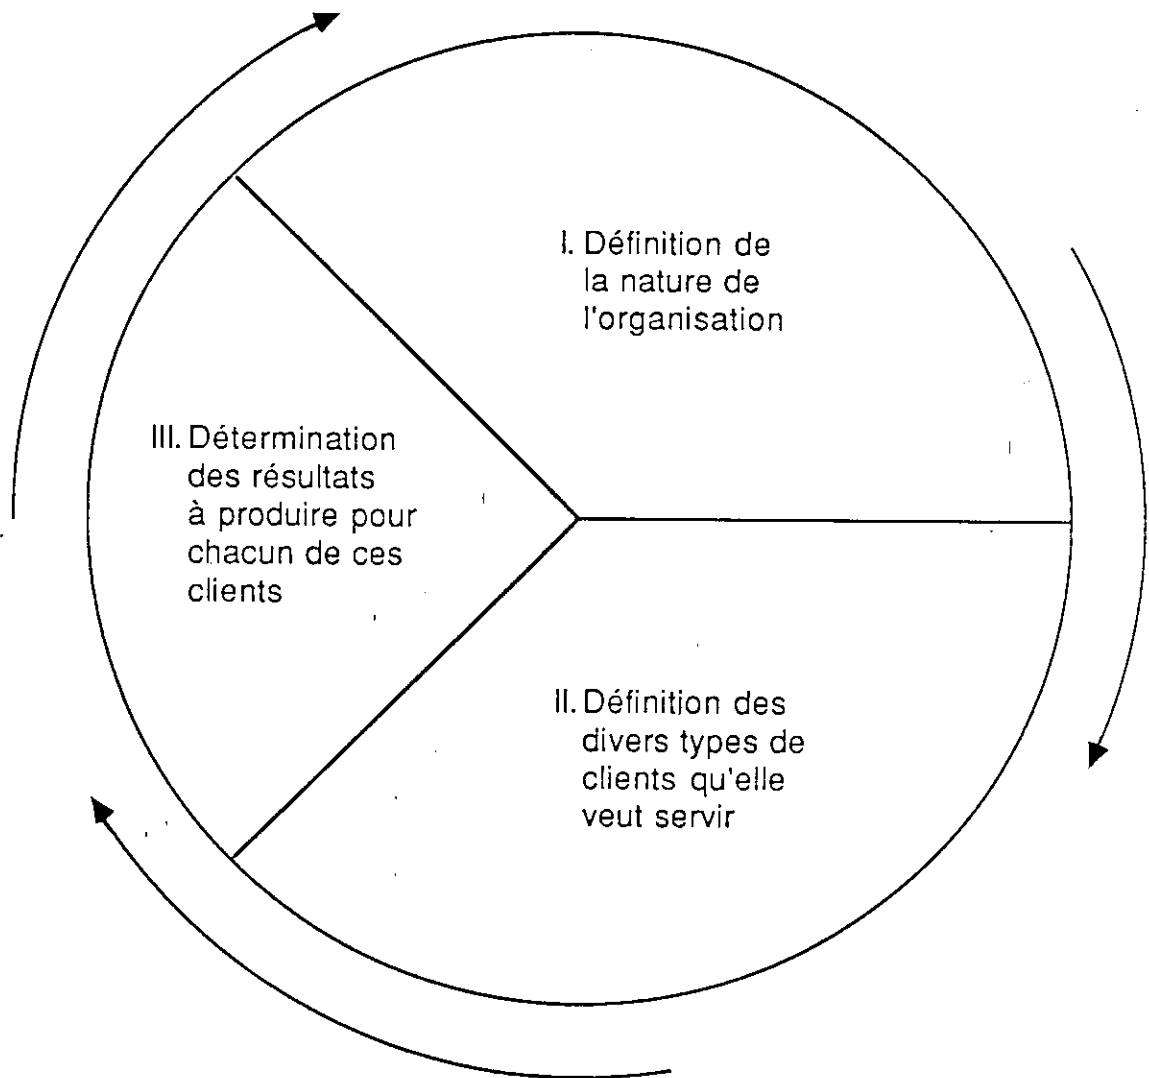 I. Définition de
la nature de
l'organisation
II. Définition des
divers types de
clients qu'elle
veut servir
III. Détermination
des résultats
à produire pour
chacun de ces
clients